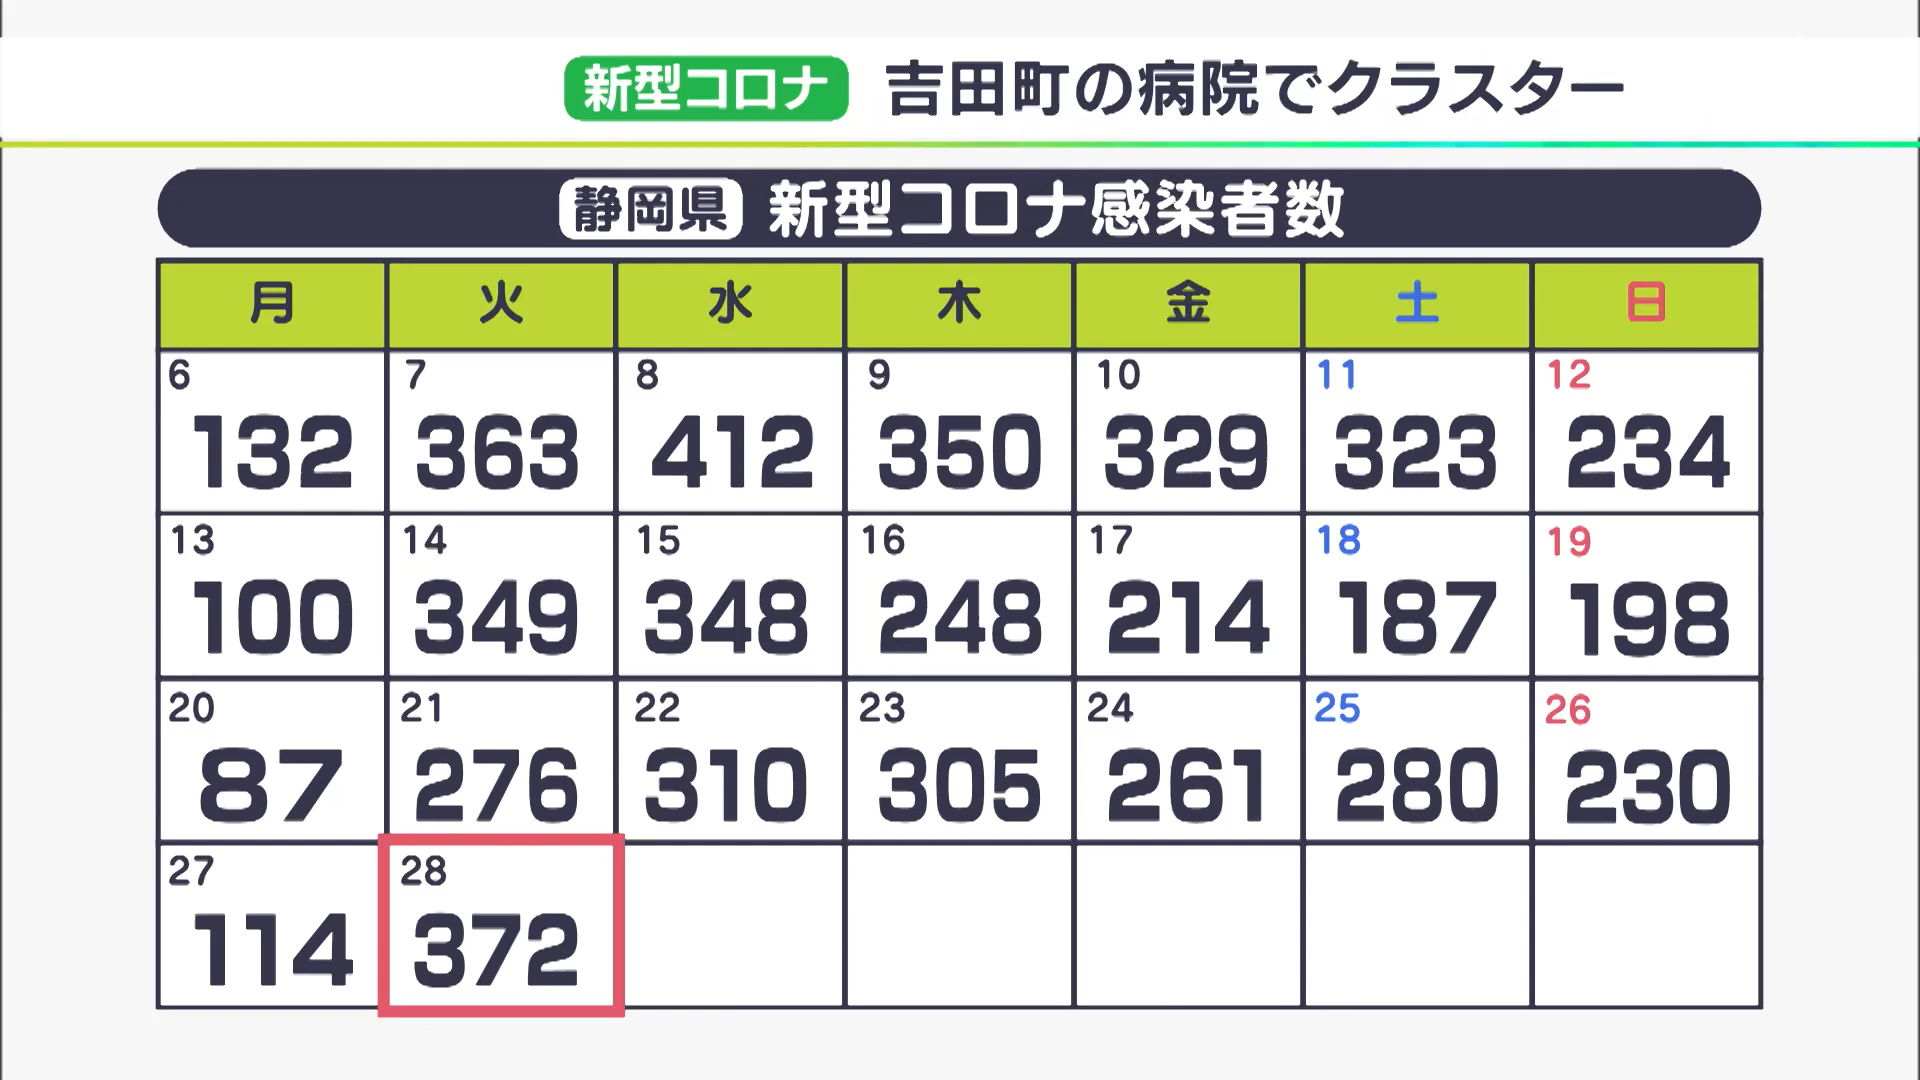 新型コロナ 吉田町の病院でクラスター
静岡県 新型コロナ感染者数
月 火 水 木 金 土 日
6 7 8 9 10 11 12
132 363 412 350 329 323 234
13 14 15 16 17 18 19
100 349 348 248 214 187 198
20 21 22 23 24 25 26
87 276 310 305 261 280 230
27 28
114 372